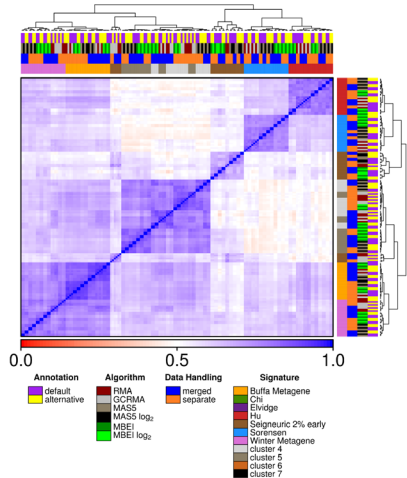 0.0 0.5 1.0
Annotation
default
alternative
Algorithm
RMA
GCRMA
MAS5
MAS5 log2
MBEI
MBEI log2
Data Handling
merged
separate
Signature
Buffa Metagene
Chi
Elvidge
Hu
Seigneuric 2% early
Sorensen
Winter Metagene
cluster 4
cluster 5
cluster 6
cluster 7